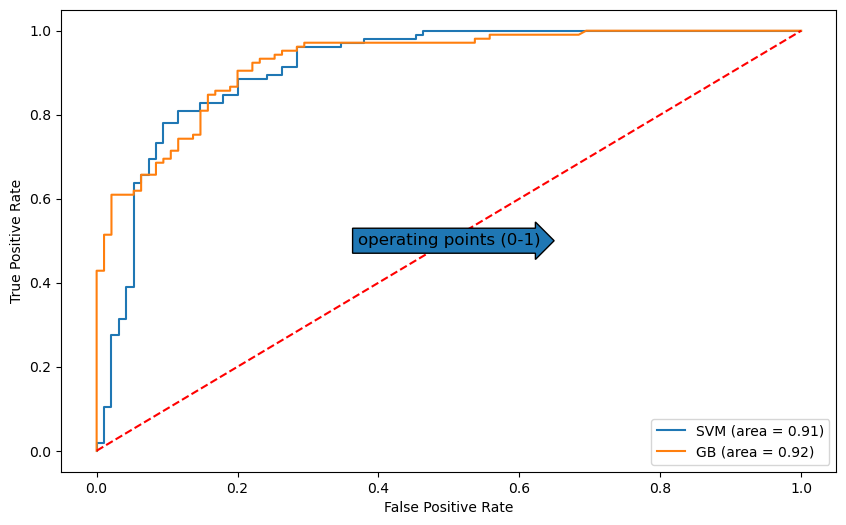 1.0
0.8
0.6
0.4
0.2
0.0
True Positive Rate
operating points (0-1)
SVM (area = 0.91)
GB (area = 0.92)
0.0 0.2 0.4 0.6 0.8 1.0
False Positive Rate